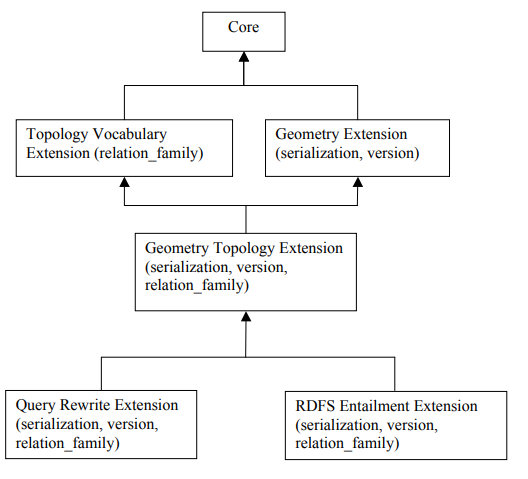 Core
Topology Vocabulary
Extension (relation_family)
Geometry Extension
(serialization, version)
Geometry Topology Extension
(serialization, version,
relation_family)
Query Rewrite Extension
(serialization, version,
relation_family)
RDFS Entailment Extension
(serialization, version,
relation_family)